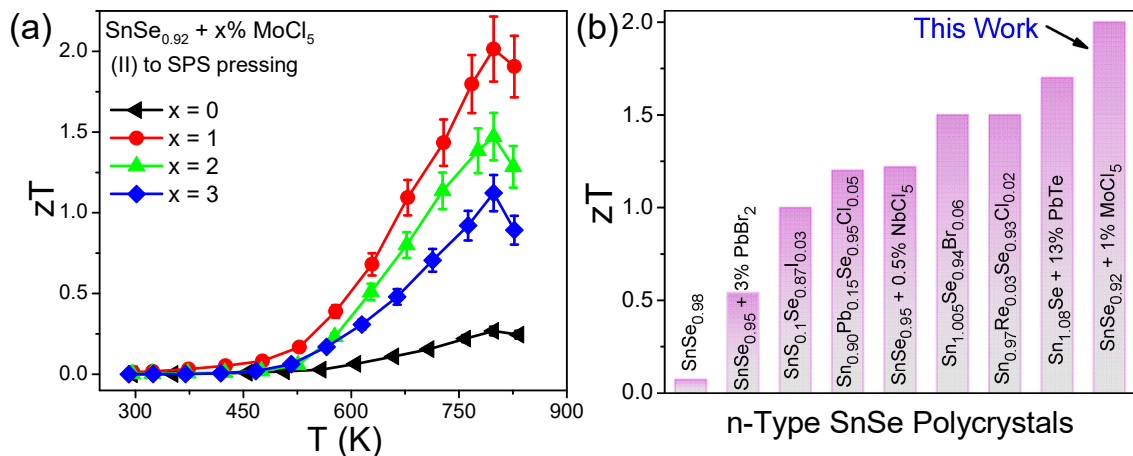 (a)
SnSe0.92 + x% MoCl5
(II) to SPS pressing
x = 0
x = 1
x = 2
x = 3
zT
2.0
1.5
1.0
0.5
0.0
300
450
600
750
900
T (K)
(b)
This Work
zT
2.0
1.5
1.0
0.5
0.0
SnSe0.98
SnSe0.95 + 3% PbBr2
SnS0.1Se0.87I0.03
Sn0.90Pb0.15Se0.95Cl0.05
SnSe0.95 + 0.5% NbCl5
Sn1.005Se0.94Br0.06
Sn0.97Re0.03Se0.93Cl0.02
Sn1.08Se + 13% PbTe
SnSe0.92 + 1% MoCl5
n-Type SnSe Polycrystals